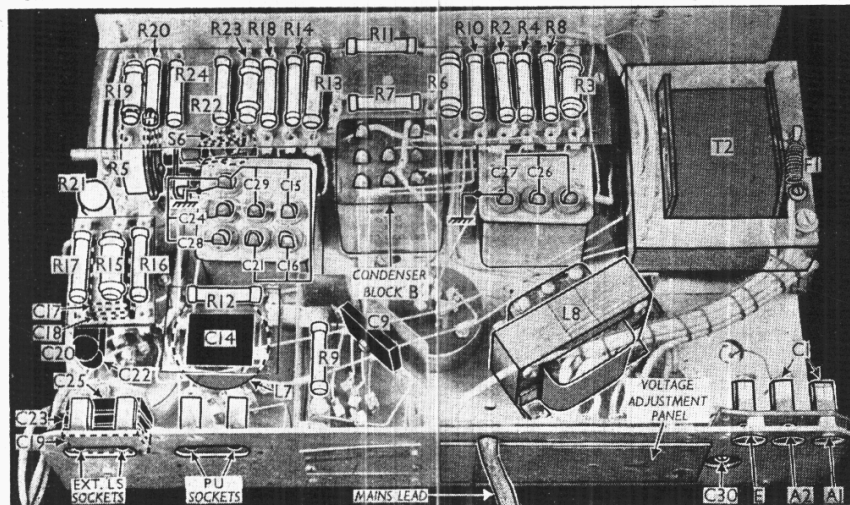 R20
R23
R18
R14
R11
R10
R2
R4
R8
R19
R24
R22
R13
R7
R6
R3
S6
R5
T2
F1
R21
C29
C15
C27
C26
C24
C28
C21
C16
CONDENSER
BLOCK B
R17
R15
R16
R12
L8
C17
C18
C14
C9
C20
R9
C22
C1
C25
L7
VOLTAGE
ADJUSTMENT
PANEL
C23
C19
EXT. LS
SOCKETS
PU
SOCKETS
MAINS LEAD
C30
E
A2
A1